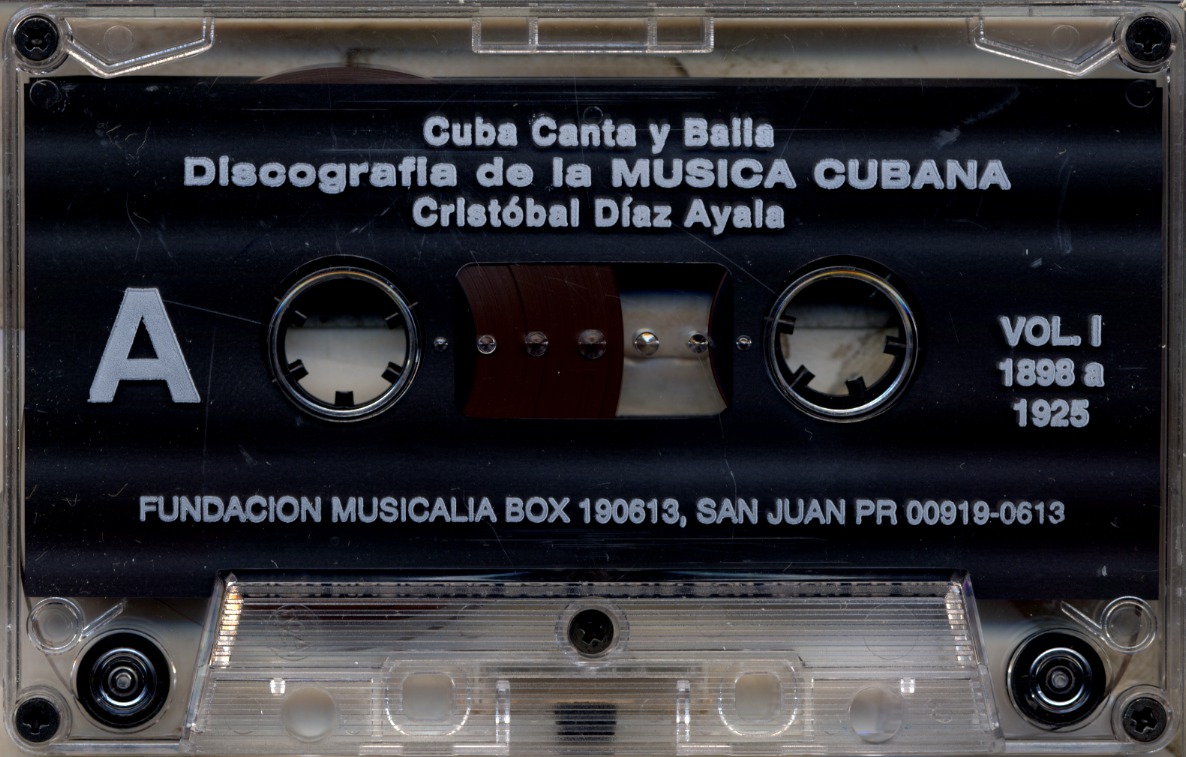 Cuba Canta y Baila
Discografia de la MUSICA CUBANA
Cristóbal Díaz Ayala
A
VOL. I
1898 a
1925
FUNDACION MUSICALIA BOX 190613, SAN JUAN PR 00919-0613